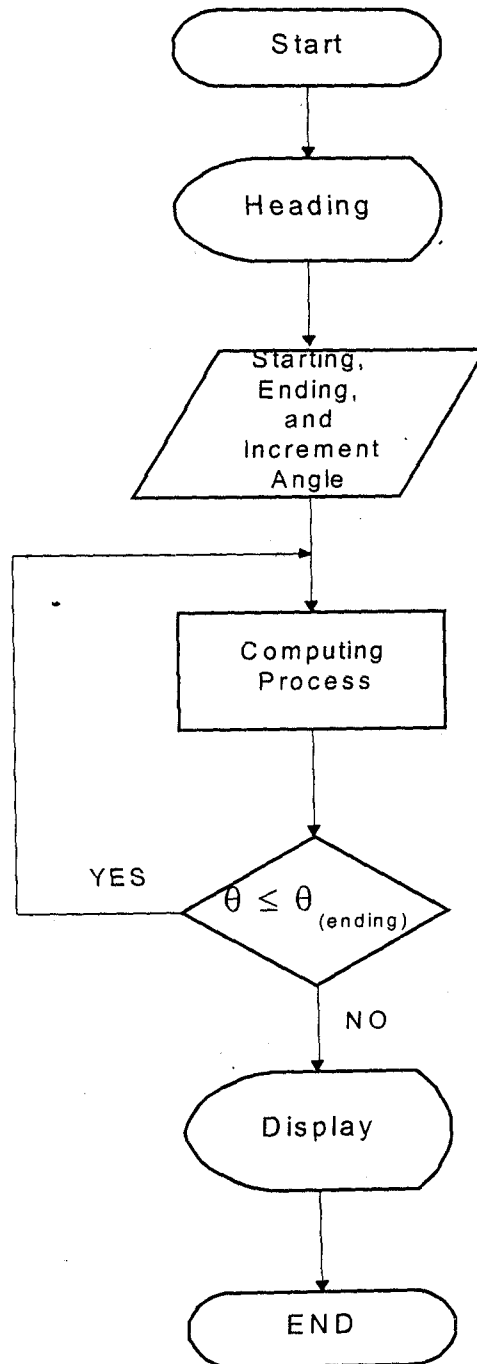 Start
Heading
Starting,
Ending,
and
Increment
Angle
Computing
Process
YES
θ ≤ θ (ending)
NO
Display
END